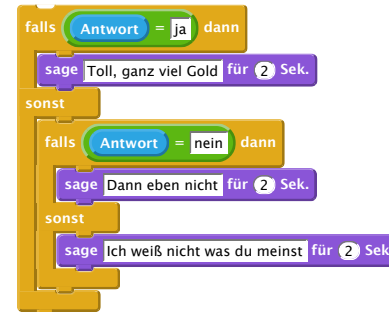 falls Antwort = ja dann
sage Toll, ganz viel Gold für 2 Sek.
sonst
falls Antwort = nein dann
sage Dann eben nicht für 2 Sek.
sonst
sage Ich weiß nicht was du meinst für 2 Sek